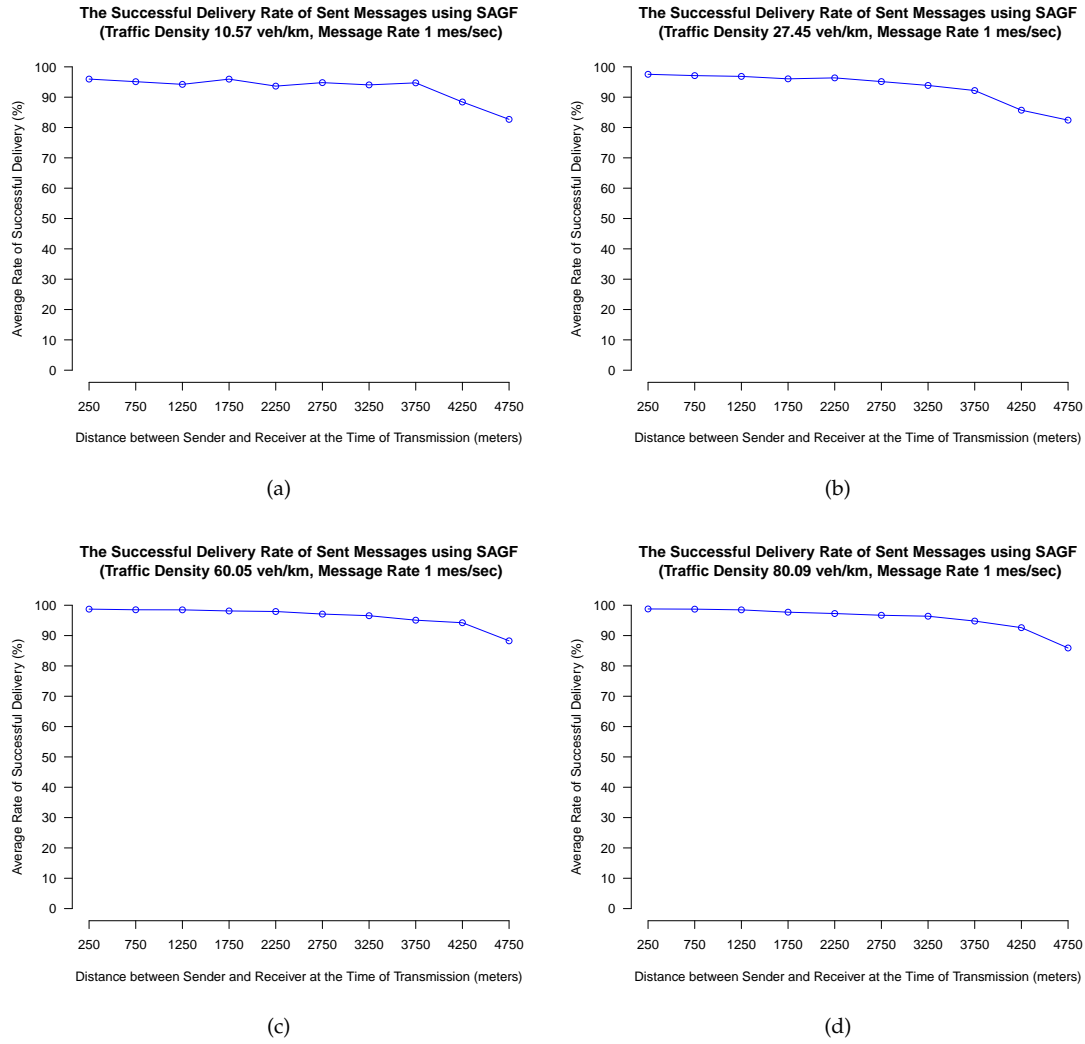 The Successful Delivery Rate of Sent Messages using SAGF
(Traffic Density 10.57 veh/km, Message Rate 1 mes/sec)
Average Rate of Successful Delivery (%)
100
90
80
70
60
50
40
30
20
10
0
250 750 1250 1750 2250 2750 3250 3750 4250 4750
Distance between Sender and Receiver at the Time of Transmission (meters)
(a)
The Successful Delivery Rate of Sent Messages using SAGF
(Traffic Density 27.45 veh/km, Message Rate 1 mes/sec)
Average Rate of Successful Delivery (%)
100
90
80
70
60
50
40
30
20
10
0
250 750 1250 1750 2250 2750 3250 3750 4250 4750
Distance between Sender and Receiver at the Time of Transmission (meters)
(b)
The Successful Delivery Rate of Sent Messages using SAGF
(Traffic Density 60.05 veh/km, Message Rate 1 mes/sec)
Average Rate of Successful Delivery (%)
100
90
80
70
60
50
40
30
20
10
0
250 750 1250 1750 2250 2750 3250 3750 4250 4750
Distance between Sender and Receiver at the Time of Transmission (meters)
(c)
The Successful Delivery Rate of Sent Messages using SAGF
(Traffic Density 80.09 veh/km, Message Rate 1 mes/sec)
Average Rate of Successful Delivery (%)
100
90
80
70
60
50
40
30
20
10
0
250 750 1250 1750 2250 2750 3250 3750 4250 4750
Distance between Sender and Receiver at the Time of Transmission (meters)
(d)